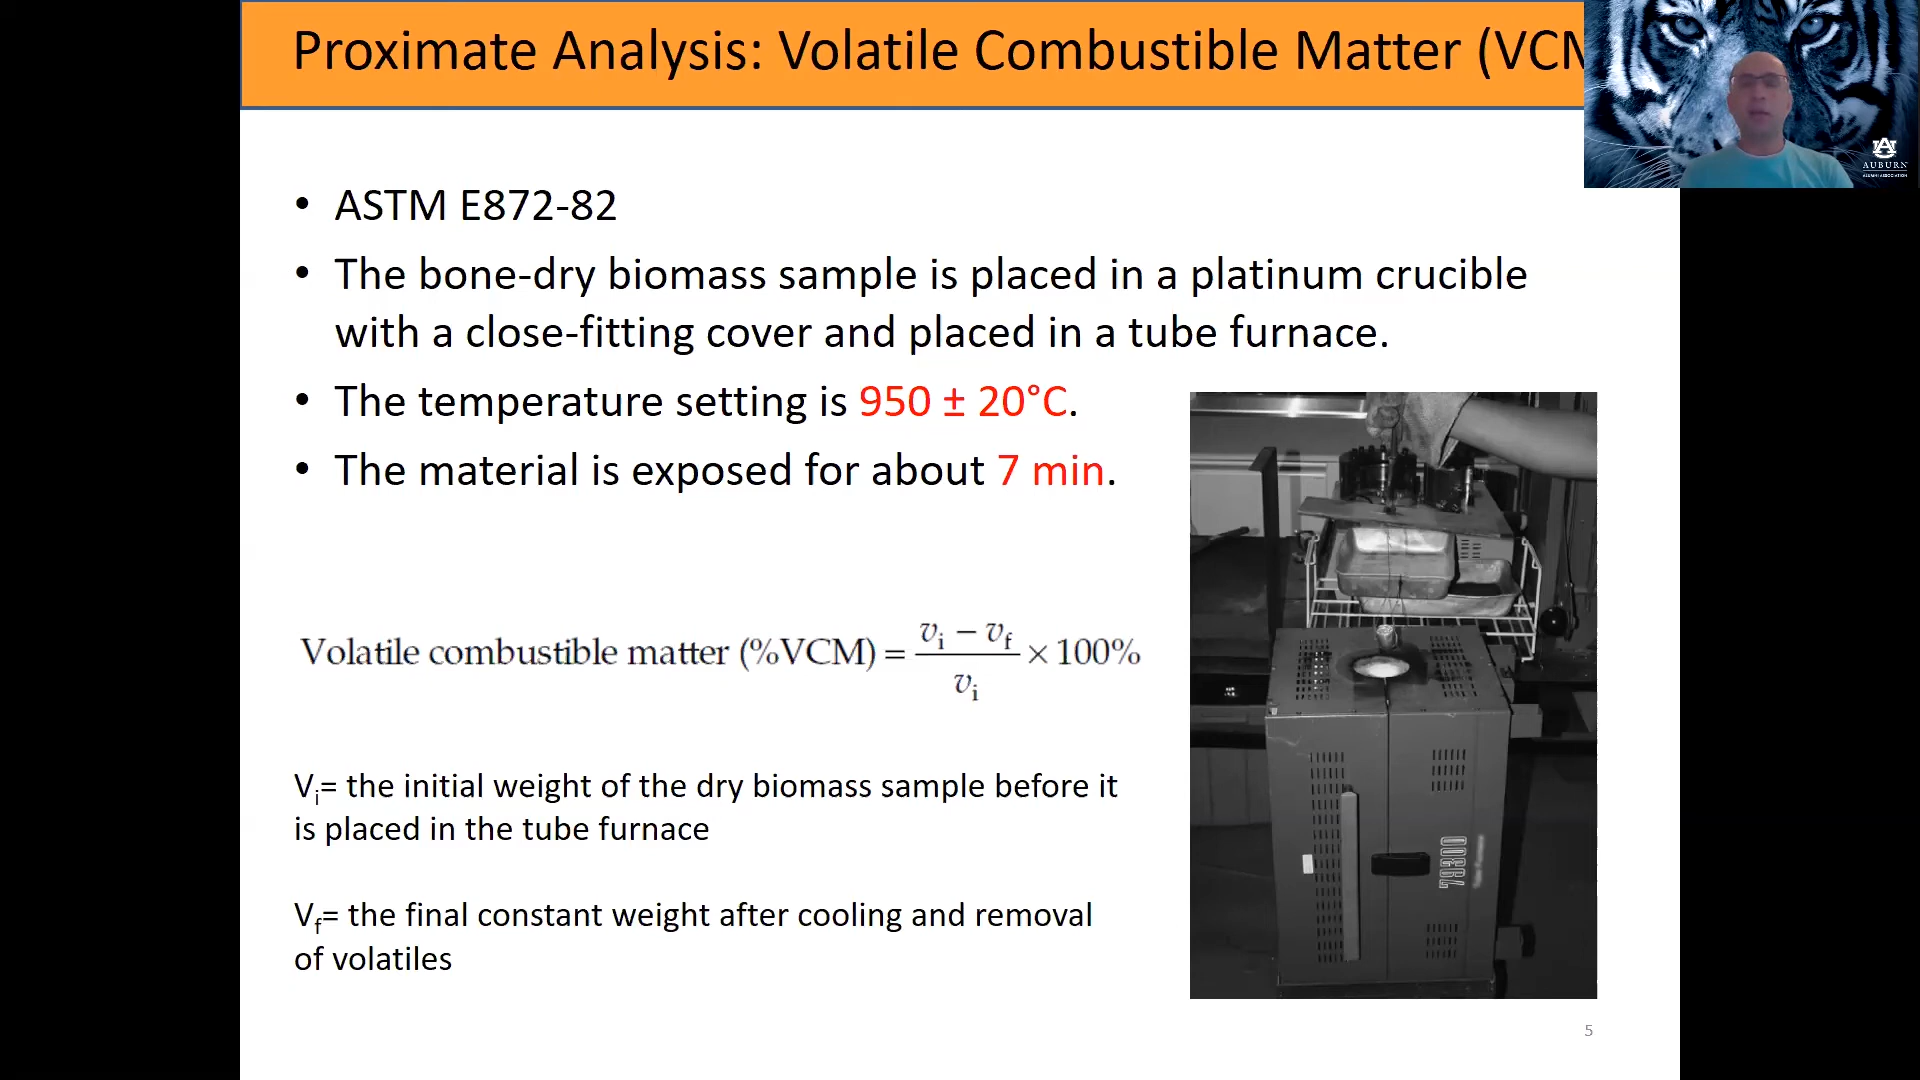 Proximate Analysis: Volatile Combustible Matter (VCM
AUBURN
ALUMNI ASSOCIATION
• ASTM E872-82
• The bone-dry biomass sample is placed in a platinum crucible
with a close-fitting cover and placed in a tube furnace.
• The temperature setting is 950 ± 20°C.
• The material is exposed for about 7 min.
Volatile combustible matter (%VCM) = (vi − vf)/vi × 100%
Vi= the initial weight of the dry biomass sample before it
is placed in the tube furnace
Vf= the final constant weight after cooling and removal
of volatiles
79300
5